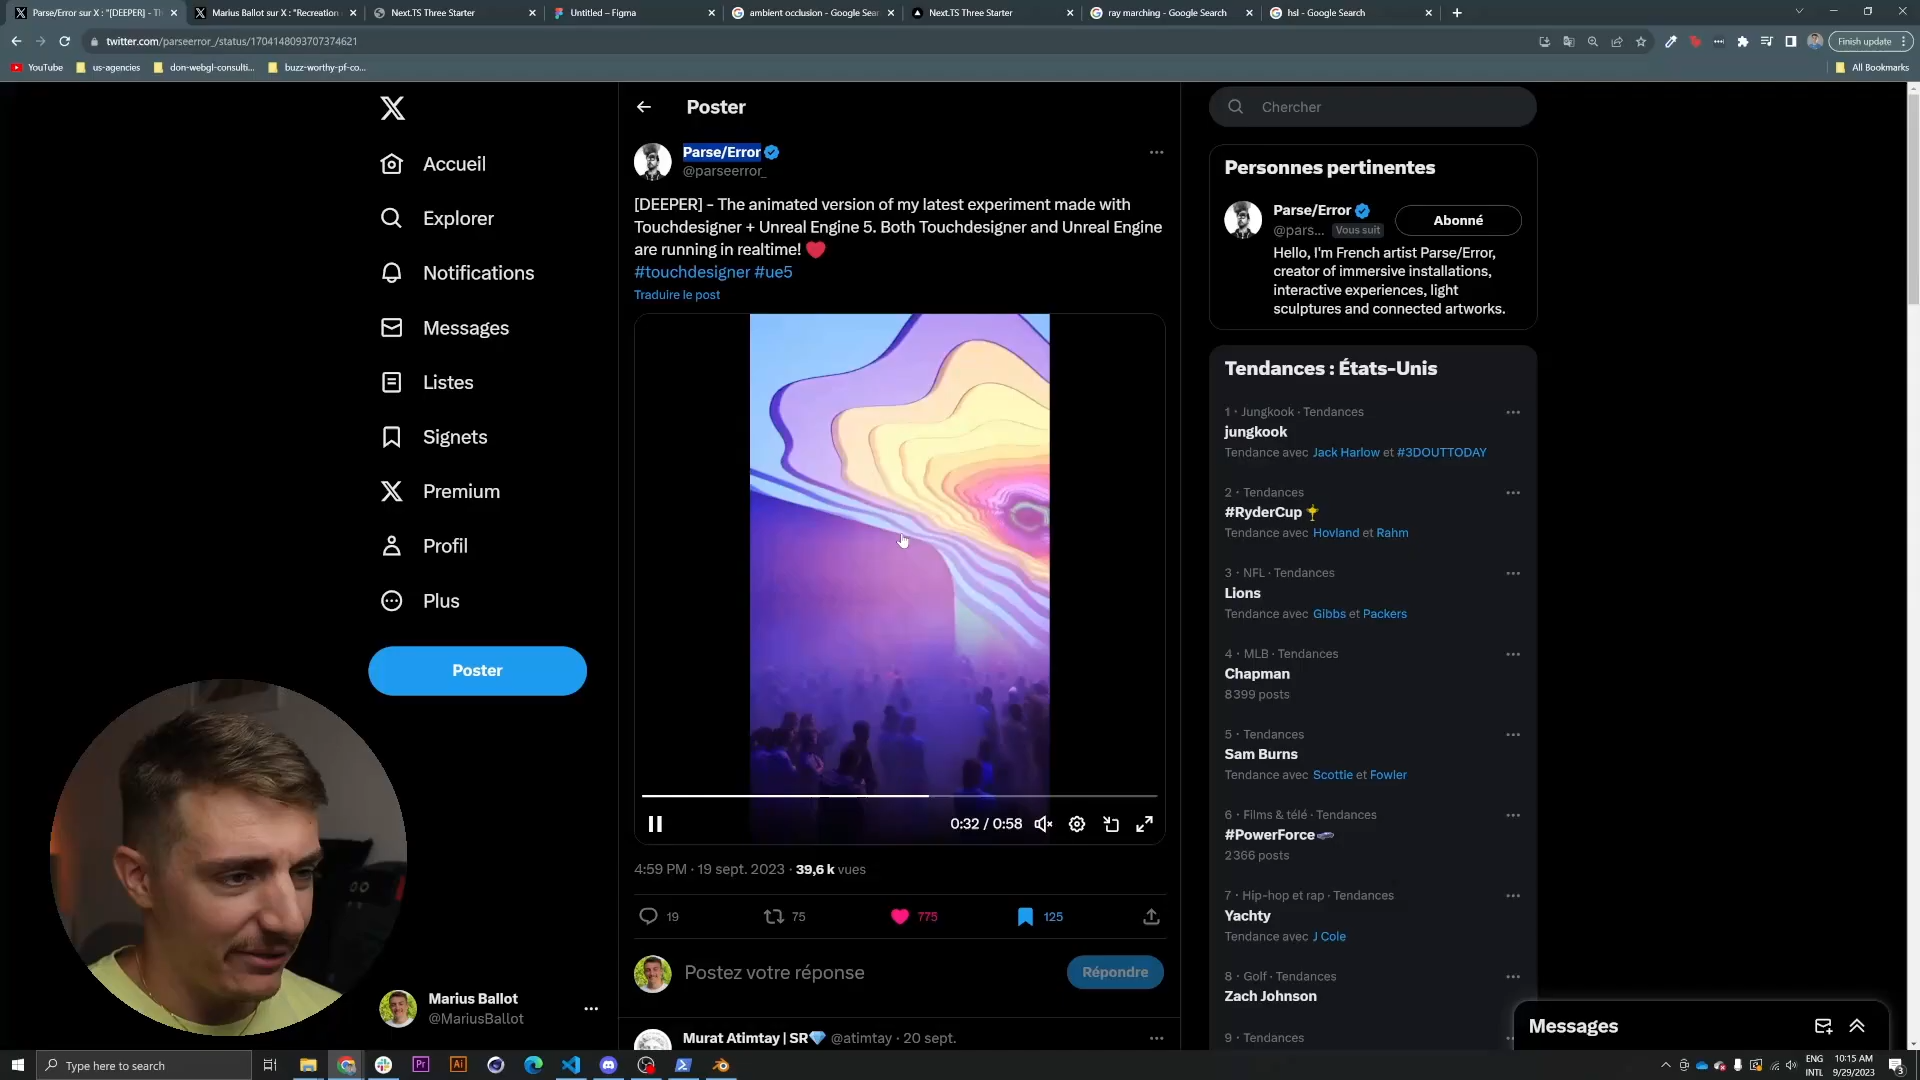 Parse/Error sur X : "[DEEPER] - Th
Marius Ballot sur X : "Recreation
Next.TS Three Starter
Untitled – Figma
ambient occlusion - Google Sear
Next.TS Three Starter
ray marching - Google Search
hsl - Google Search
twitter.com/parseerror_/status/1704148093707374621
Finish update
YouTube
us-agencies
don-webgl-consulti...
buzz-worthy-pf-co...
All Bookmarks
Accueil
Explorer
Notifications
Messages
Listes
Signets
Premium
Profil
Plus
Poster
Marius Ballot
@MariusBallot
Poster
Parse/Error
@parseerror_
[DEEPER] - The animated version of my latest experiment made with
Touchdesigner + Unreal Engine 5. Both Touchdesigner and Unreal Engine
are running in realtime! ❤️
#touchdesigner #ue5
Traduire le post
0:32 / 0:58
4:59 PM · 19 sept. 2023 · 39,6 k vues
19
75
775
125
Postez votre réponse
Répondre
Murat Atimtay | SR💎 @atimtay · 20 sept.
Chercher
Personnes pertinentes
Parse/Error
Abonné
@pars... Vous suit
Hello, I'm French artist Parse/Error,
creator of immersive installations,
interactive experiences, light
sculptures and connected artworks.
Tendances : États-Unis
1 · Jungkook · Tendances
jungkook
Tendance avec Jack Harlow et #3DOUTTODAY
2 · Tendances
#RyderCup🏆
Tendance avec Hovland et Rahm
3 · NFL · Tendances
Lions
Tendance avec Gibbs et Packers
4 · MLB · Tendances
Chapman
8 399 posts
5 · Tendances
Sam Burns
Tendance avec Scottie et Fowler
6 · Films & télé · Tendances
#PowerForce
2 366 posts
7 · Hip-hop et rap · Tendances
Yachty
Tendance avec J Cole
8 · Golf · Tendances
Zach Johnson
9 · Tendances
Messages
Type here to search
ENG
INTL
10:15 AM
9/29/2023
3